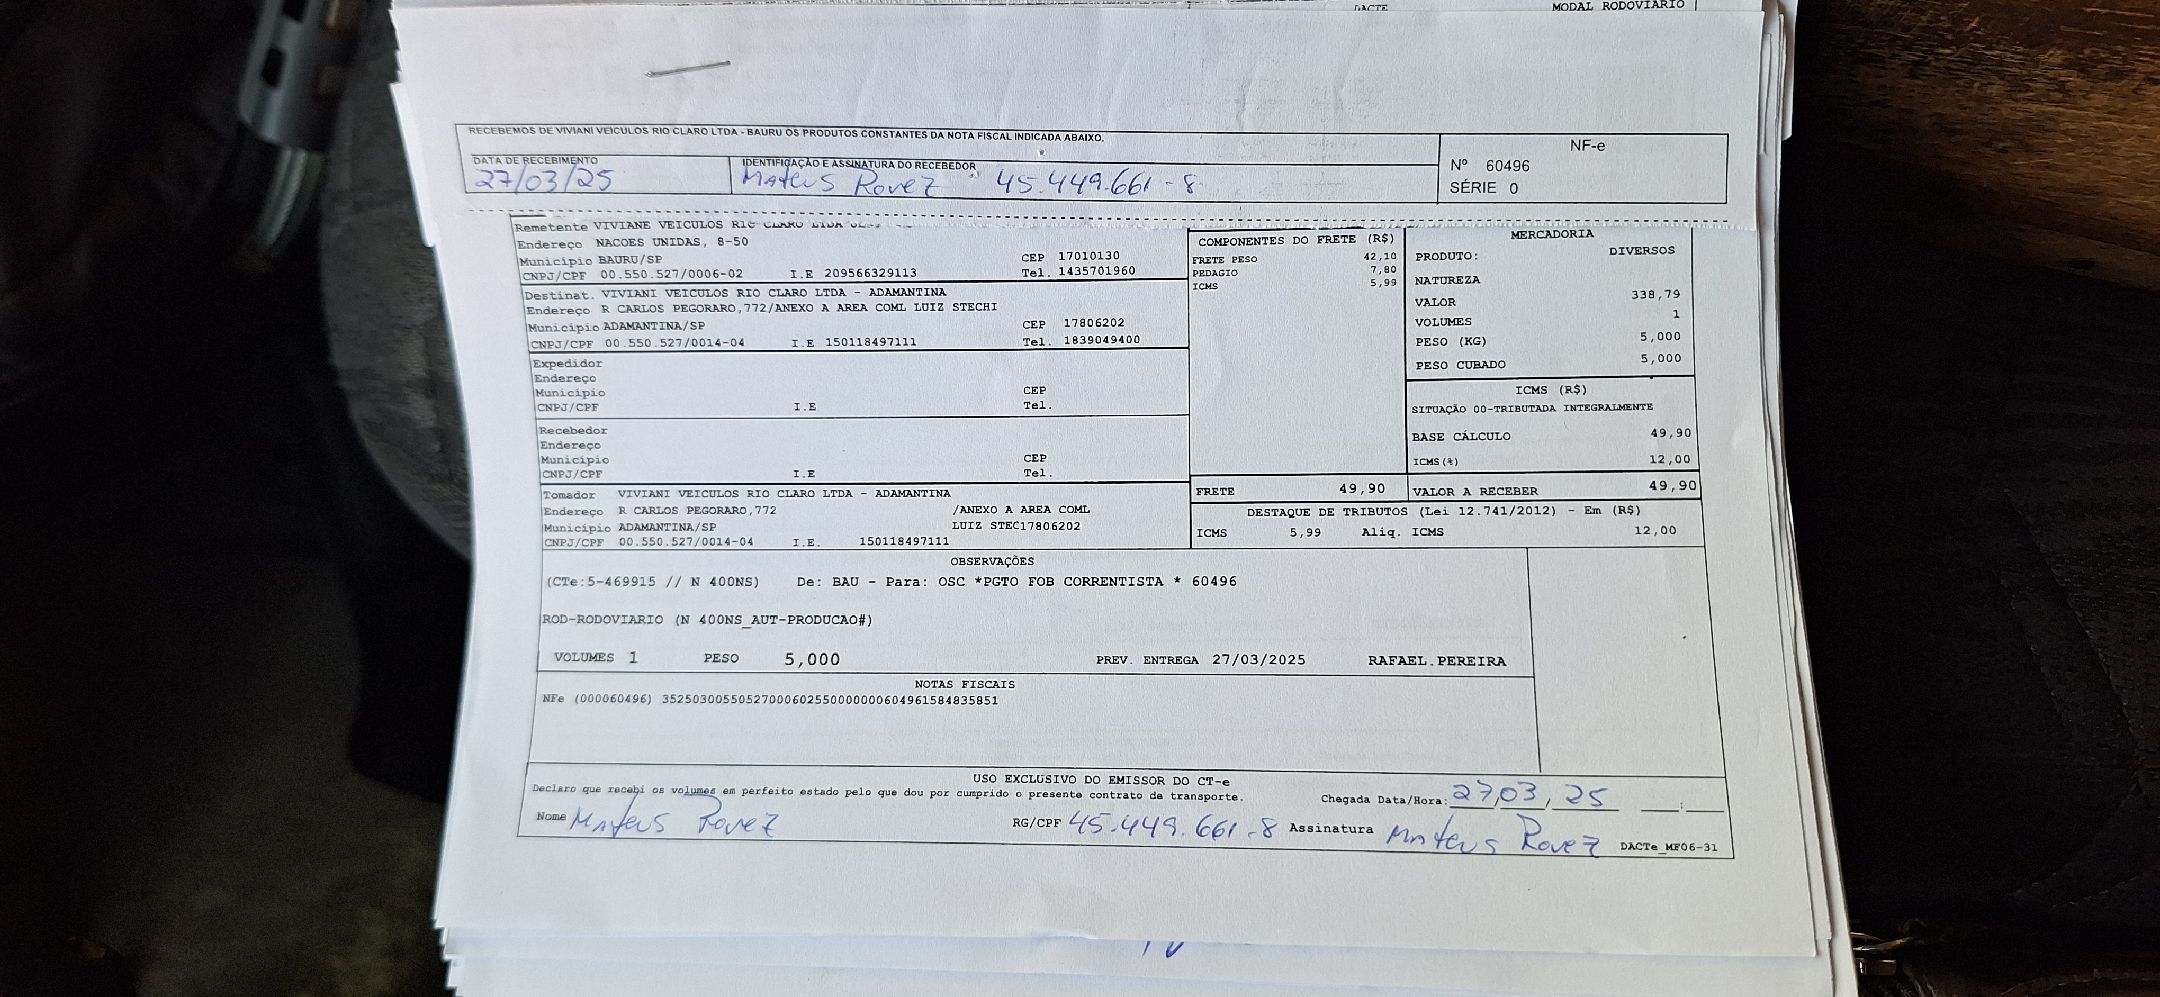 DACTE MODAL RODOVIÁRIO
RECEBEMOS DE VIVIANI VEICULOS RIO CLARO LTDA - BAURU OS PRODUTOS CONSTANTES DA NOTA FISCAL INDICADA ABAIXO.
NF-e
Nº 60496
SÉRIE 0
DATA DE RECEBIMENTO
27/03/25
IDENTIFICAÇÃO E ASSINATURA DO RECEBEDOR
Mateus Rovez 45.449.661-8
Remetente VIVIANE VEICULOS RIO CLARO LTDA
Endereço NACOES UNIDAS, 8-50
Município BAURU/SP CEP 17010130
CNPJ/CPF 00.550.527/0006-02 I.E 209566329113 Tel. 1435701960
Destinat. VIVIANI VEICULOS RIO CLARO LTDA - ADAMANTINA
Endereço R CARLOS PEGORARO,772/ANEXO A AREA COML LUIZ STECHI
Município ADAMANTINA/SP CEP 17806202
CNPJ/CPF 00.550.527/0014-04 I.E 150118497111 Tel. 1839049400
Expedidor
Endereço
Município CEP
CNPJ/CPF I.E Tel.
Recebedor
Endereço
Município CEP
CNPJ/CPF I.E Tel.
Tomador VIVIANI VEICULOS RIO CLARO LTDA - ADAMANTINA
Endereço R CARLOS PEGORARO,772 /ANEXO A AREA COML
Município ADAMANTINA/SP LUIZ STEC17806202
CNPJ/CPF 00.550.527/0014-04 I.E. 150118497111
COMPONENTES DO FRETE (R$)
FRETE PESO 42,10
PEDAGIO 7,80
ICMS 5,99
MERCADORIA
PRODUTO: DIVERSOS
NATUREZA
VALOR 338,79
VOLUMES 1
PESO (KG) 5,000
PESO CUBADO 5,000
ICMS (R$)
SITUAÇÃO 00-TRIBUTADA INTEGRALMENTE
BASE CÁLCULO 49,90
ICMS(%) 12,00
FRETE 49,90 VALOR A RECEBER 49,90
DESTAQUE DE TRIBUTOS (Lei 12.741/2012) - Em (R$)
ICMS 5,99 Aliq. ICMS 12,00
OBSERVAÇÕES
(CTe:5-469915 // N 400NS) De: BAU - Para: OSC *PGTO FOB CORRENTISTA * 60496
ROD-RODOVIARIO (N 400NS_AUT-PRODUCAO#)
VOLUMES 1 PESO 5,000 PREV. ENTREGA 27/03/2025 RAFAEL.PEREIRA
NOTAS FISCAIS
NFe (000060496) 35250300550527000602550000000604961584835851
USO EXCLUSIVO DO EMISSOR DO CT-e
Declaro que recebi os volumes em perfeito estado pelo que dou por cumprido o presente contrato de transporte. Chegada Data/Hora: 27/03/25 __:__
Nome Mateus Rovez RG/CPF 45.449.661-8 Assinatura Mateus Rovez DACTe_MF06-31